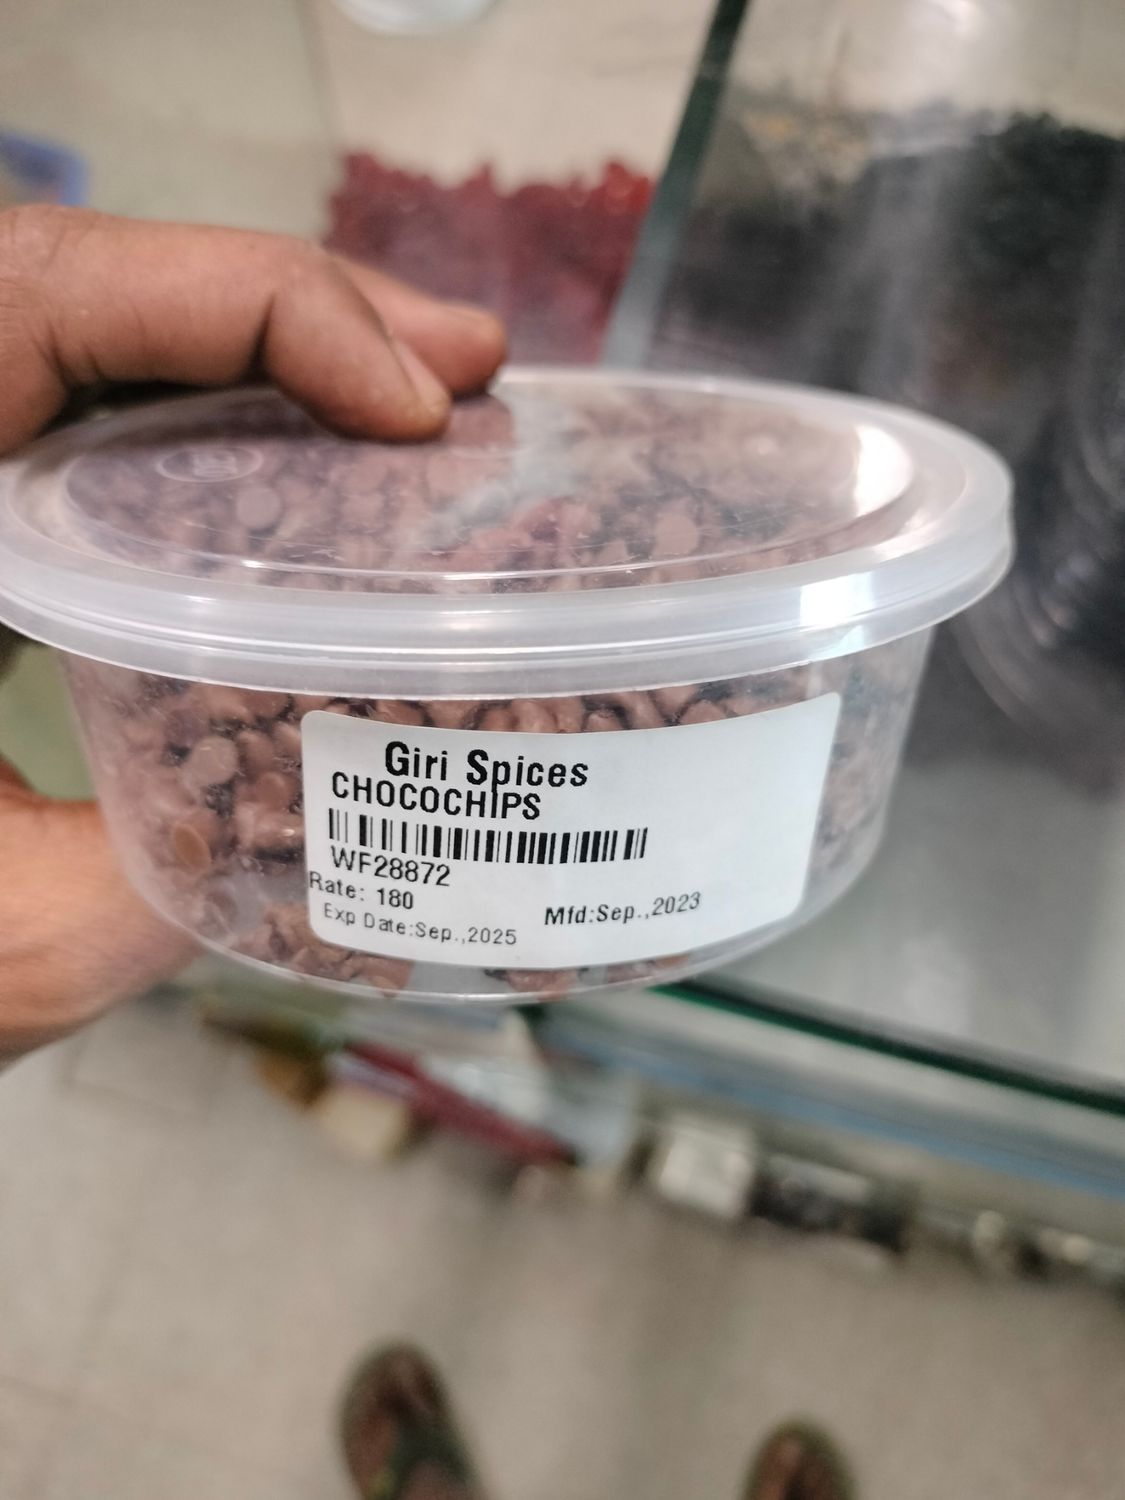 Giri Spices
CHOCOCHIPS
WF28872
Rate: 180
Mfd:Sep.,2023
Exp Date:Sep.,2025